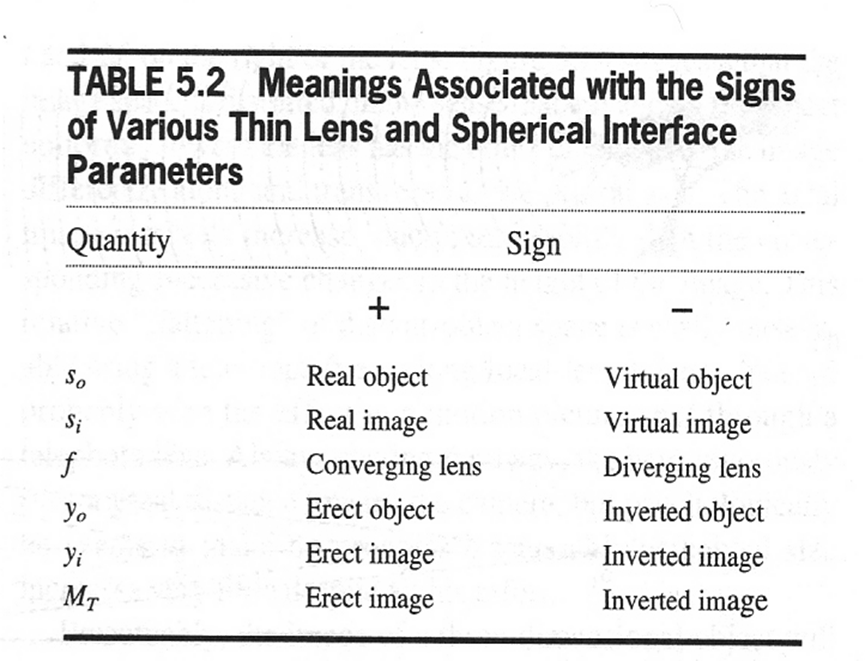 TABLE 5.2 Meanings Associated with the Signs
of Various Thin Lens and Spherical Interface
Parameters
Quantity Sign
+ −
s_o Real object Virtual object
s_i Real image Virtual image
f Converging lens Diverging lens
y_o Erect object Inverted object
y_i Erect image Inverted image
M_T Erect image Inverted image